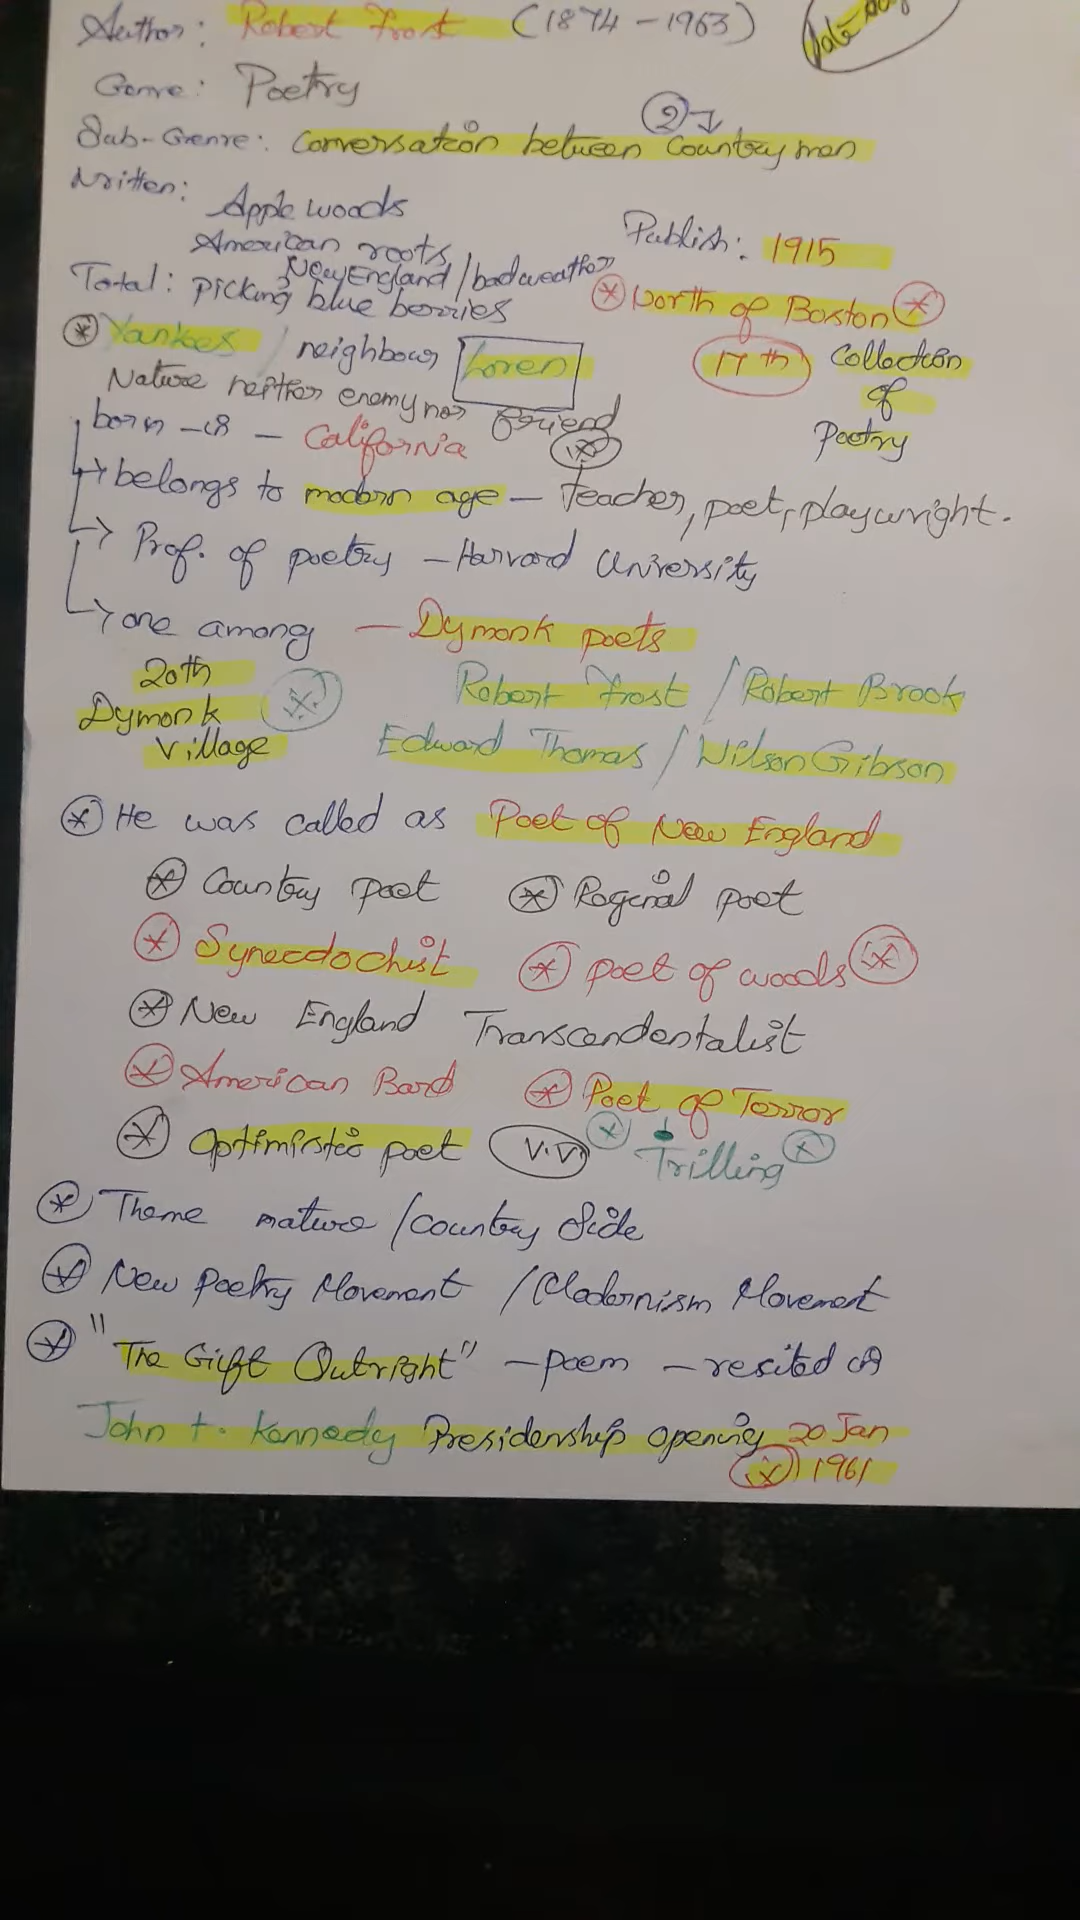 Author: Robert Frost (1874-1963)
Genre: Poetry
Sub-Genre: Conversation between Country men
2
Written: Apple woods
American roots,
Publish: 1915
New England/bad weather
Total: Picking blue berries
North of Boston
Yankees / neighbour Loren
17th Collection of Poetry
Nature neither enemy nor friend
born - is - California
belongs to modern age - teacher, poet, playwright.
Prof. of poetry - Harvard University
one among - Dymonk poets
20th
Dymonk Village
Robert Frost / Robert Brook
Edward Thomas / Wilson Gibson
He was called as Poet of New England
Country poet
Reginal poet
Synecdochist
poet of woods
New England Transcendentalist
American Bard
Poet of Terror
Optimistic poet V.V
Trilling
Theme nature / country side
New Poetry Movement / Modernism Movement
"The Gift Outright" - poem - resited in
John t. Kennedy Presidenship opening 20 Jan
1961